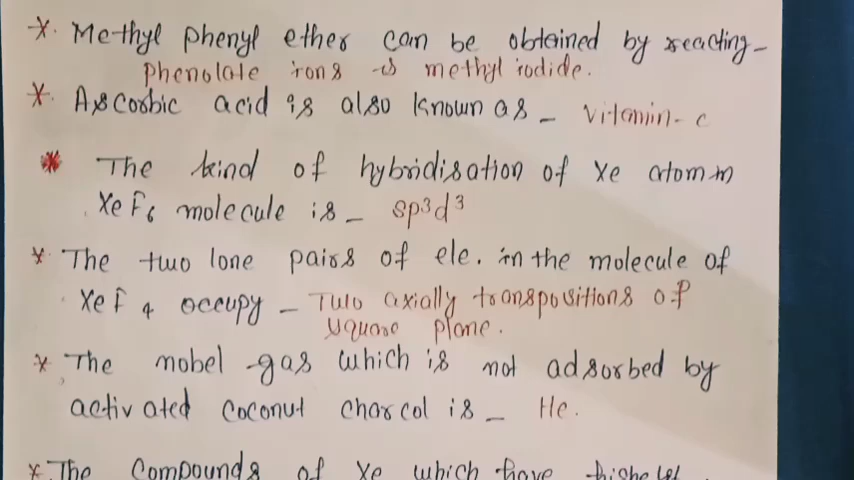 * Methyl phenyl ether can be obtained by reacting -
phenolate irons is methyl iodide.
* Ascorbic acid is also known as - vitamin-c
* The kind of hybridisation of Xe atom in
XeF6 molecule is - sp³d³
* The two lone pairs of ele. in the molecule of
XeF4 occupy - Two axially transpositions of
square plane.
* The nobel -gas which is not adsorbed by
activated coconut charcol is - He.
* The compounds of Xe which have